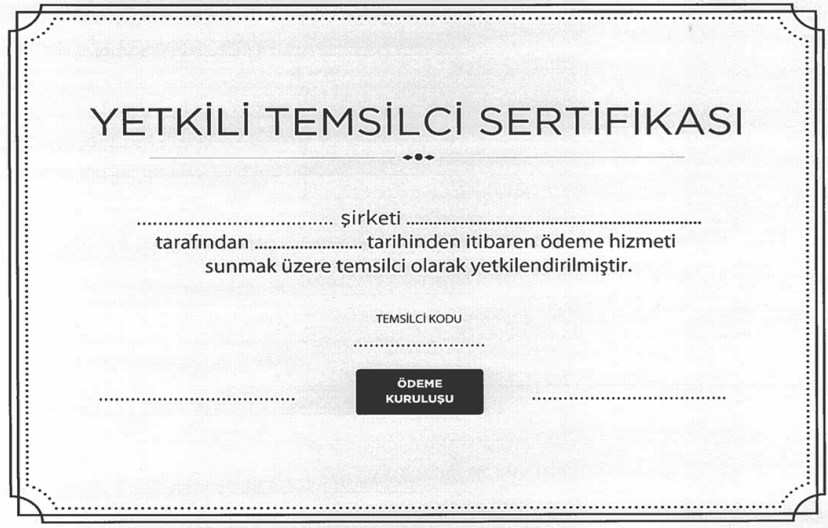 YETKİLİ TEMSİLCİ SERTİFİKASI
.................................... şirketi ....................................................
tarafından .................... tarihinden itibaren ödeme hizmeti
sunmak üzere temsilci olarak yetkilendirilmiştir.
TEMSİLCİ KODU
.......................
ÖDEME
KURULUŞU
................................... ...................................